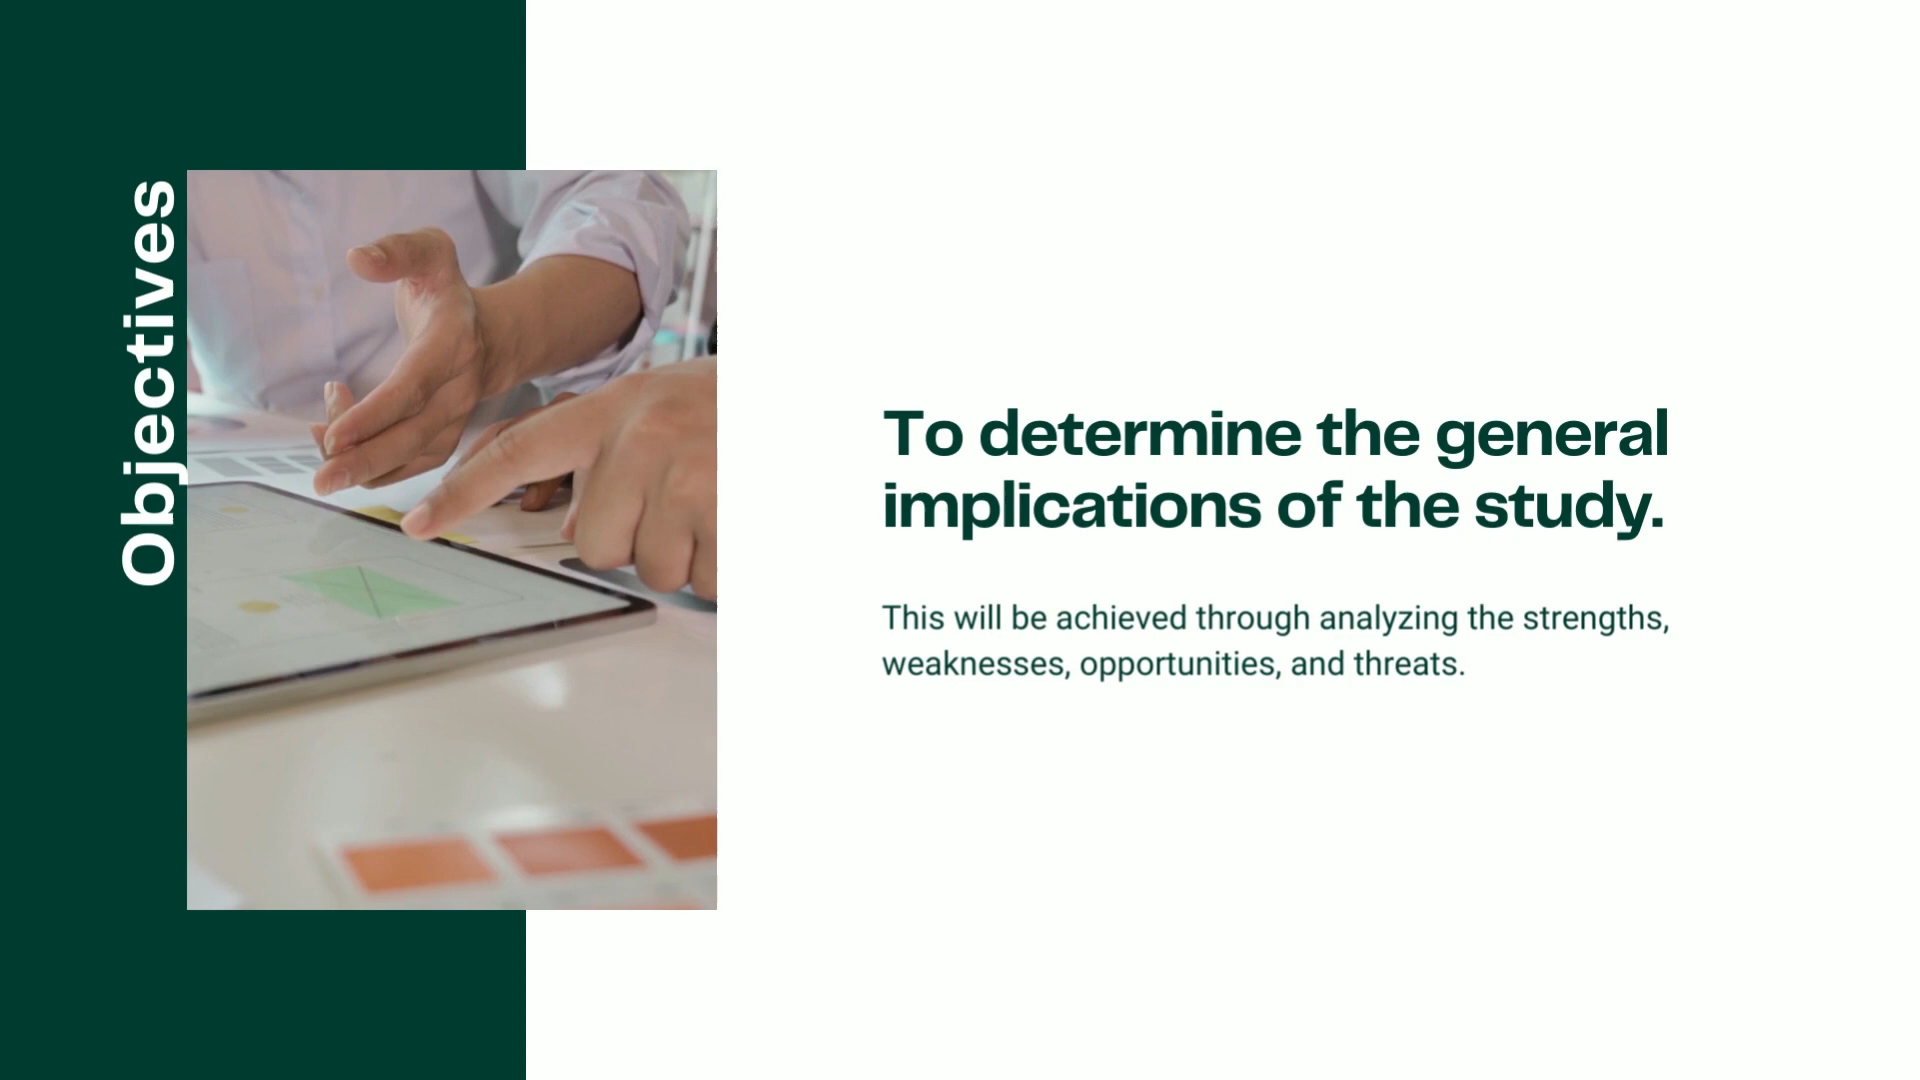 Objectives
To determine the general
implications of the study.
This will be achieved through analyzing the strengths,
weaknesses, opportunities, and threats.